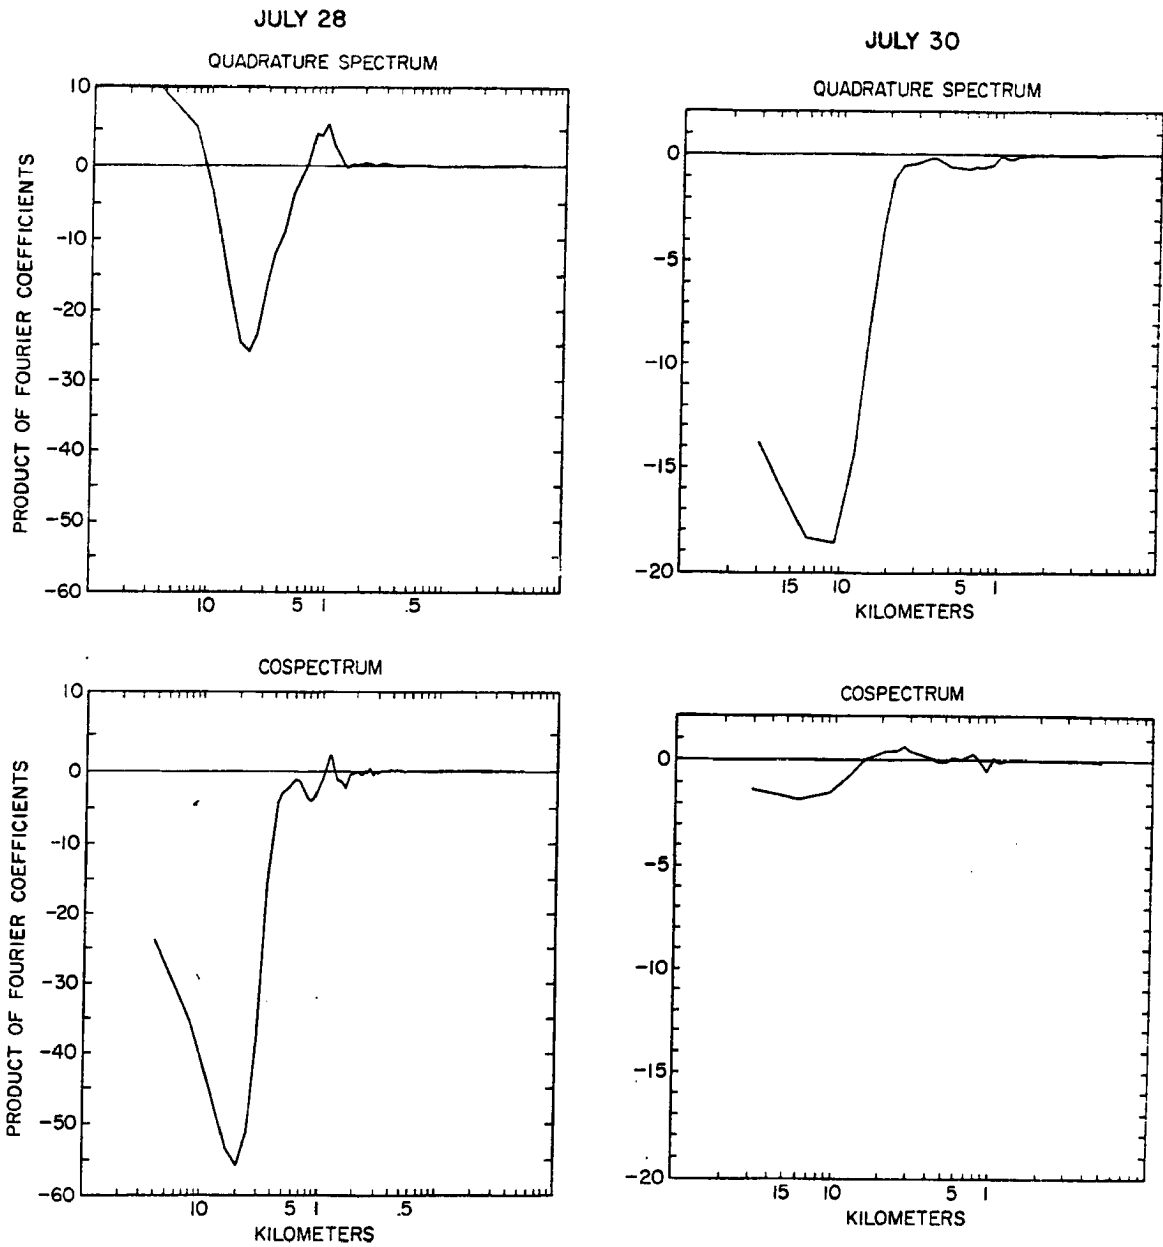 JULY 28
QUADRATURE SPECTRUM
PRODUCT OF FOURIER COEFFICIENTS
10
0
-10
-20
-30
-40
-50
-60
10 5 1 .5
JULY 30
QUADRATURE SPECTRUM
0
-5
-10
-15
-20
15 10 5 1
KILOMETERS
COSPECTRUM
PRODUCT OF FOURIER COEFFICIENTS
10
0
-10
-20
-30
-40
-50
-60
10 5 1 .5
KILOMETERS
COSPECTRUM
0
-5
-10
-15
-20
15 10 5 1
KILOMETERS